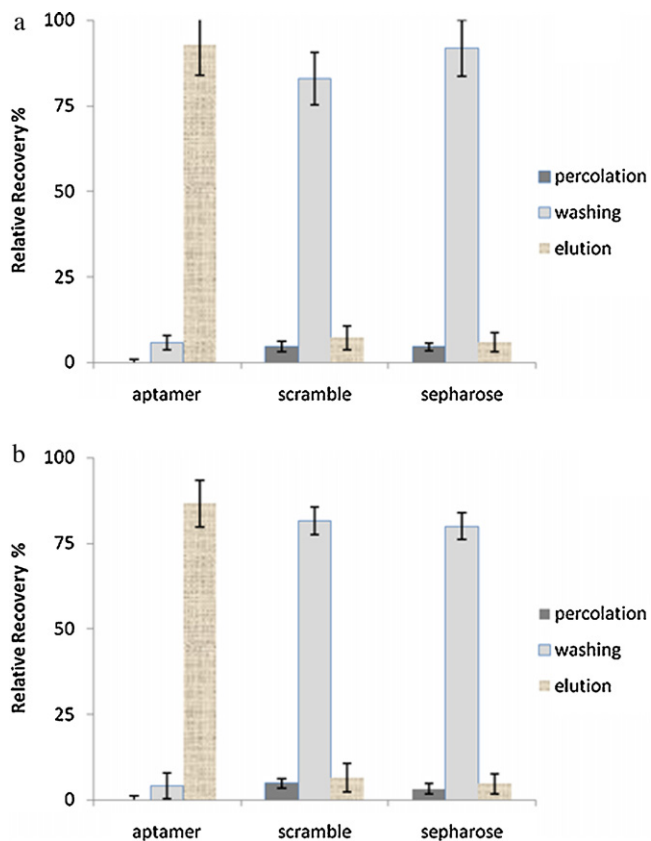 a
100
75
50
25
0
Relative Recovery %
aptamer scramble sepharose
percolation
washing
elution
b
100
75
50
25
0
Relative Recovery %
aptamer scramble sepharose
percolation
washing
elution